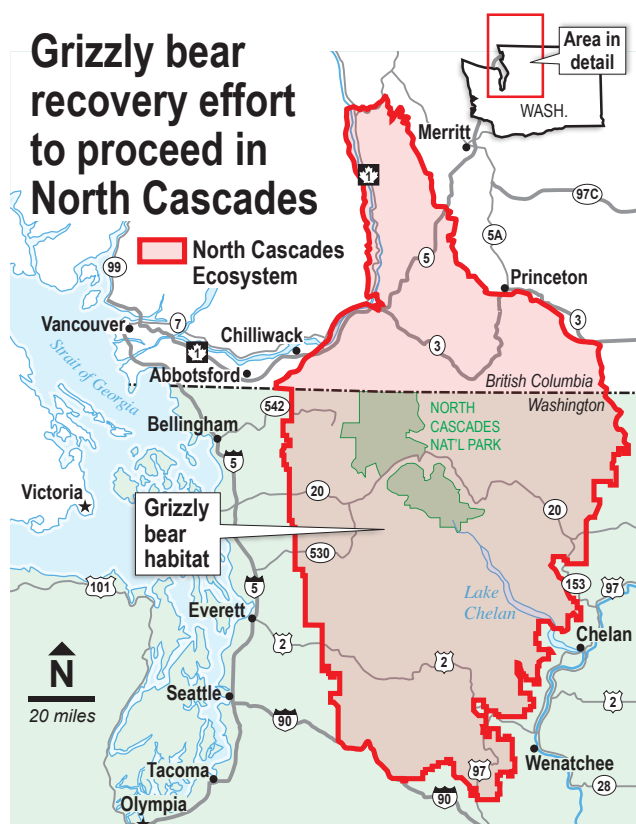 Grizzly bear
recovery effort
to proceed in
North Cascades
North Cascades
Ecosystem
Area in
detail
WASH.
Merritt
1
97C
5A
5
Princeton
99
7
3
Vancouver
Chilliwack
1
3
Abbotsford
Strait of Georgia
British Columbia
Washington
542
NORTH
CASCADES
NAT'L PARK
Bellingham
5
Victoria
Grizzly
bear
habitat
20
20
530
101
5
Lake
Chelan
153
97
Everett
Chelan
2
2
N
20 miles
Seattle
90
2
Wenatchee
Tacoma
97
90
28
Olympia